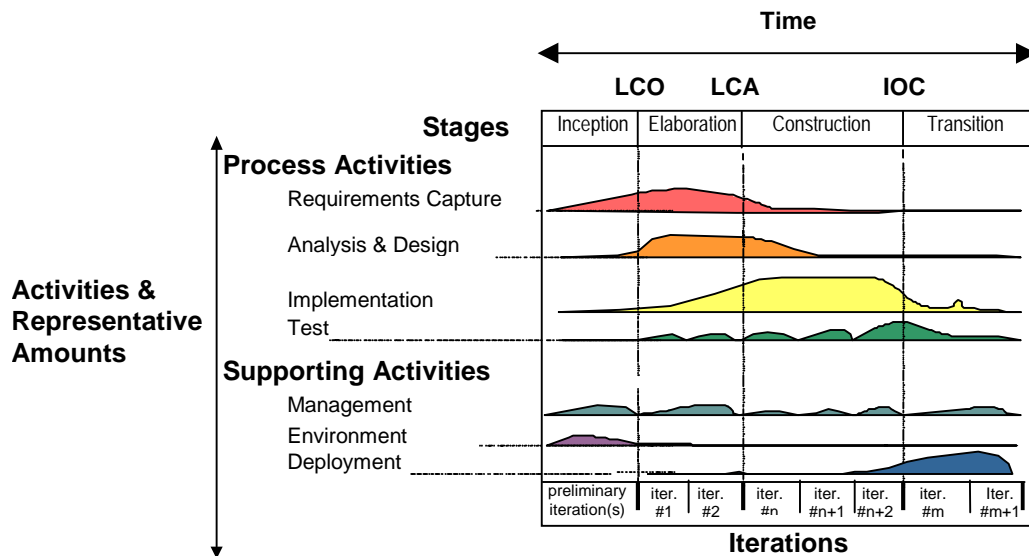 Time
LCO LCA IOC
Stages Inception Elaboration Construction Transition
Process Activities
Requirements Capture
Analysis & Design
Activities &
Representative
Amounts
Implementation
Test
Supporting Activities
Management
Environment
Deployment
preliminary
iteration(s)
iter.
#1
iter.
#2
iter.
#n
iter.
#n+1
iter.
#n+2
iter.
#m
Iter.
#m+1
Iterations